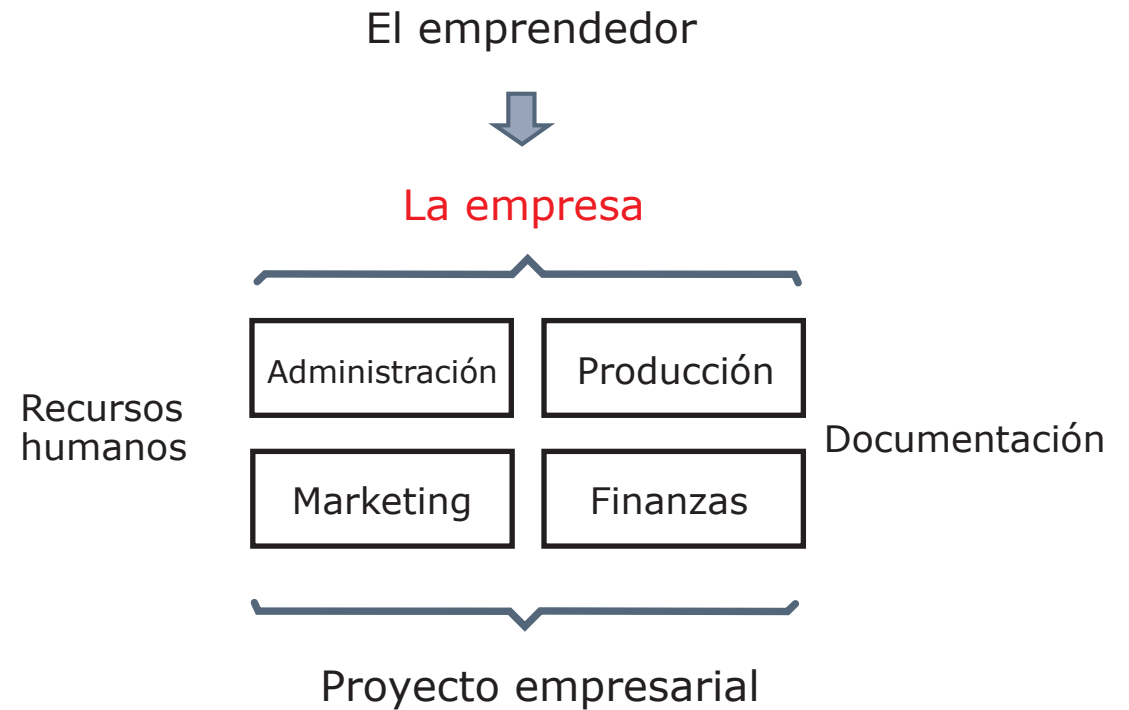 El emprendedor
La empresa
Administración
Producción
Recursos
humanos
Documentación
Marketing
Finanzas
Proyecto empresarial